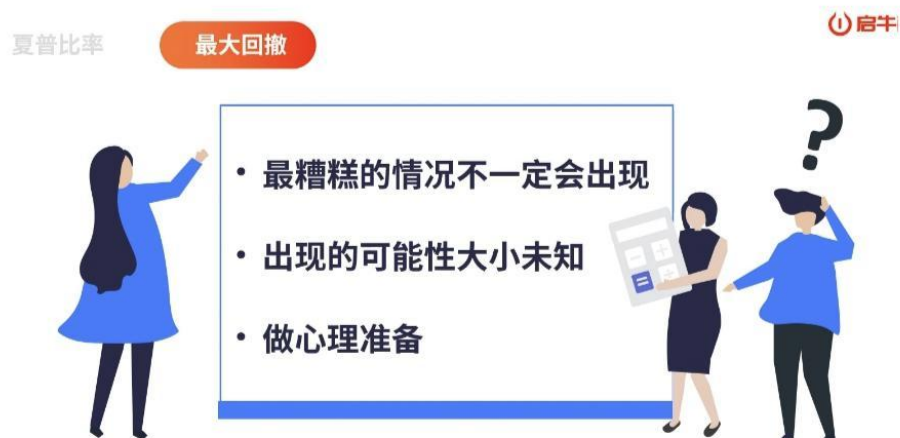 夏普比率
最大回撤
启牛
最糟糕的情况不一定会出现
出现的可能性大小未知
做心理准备
?